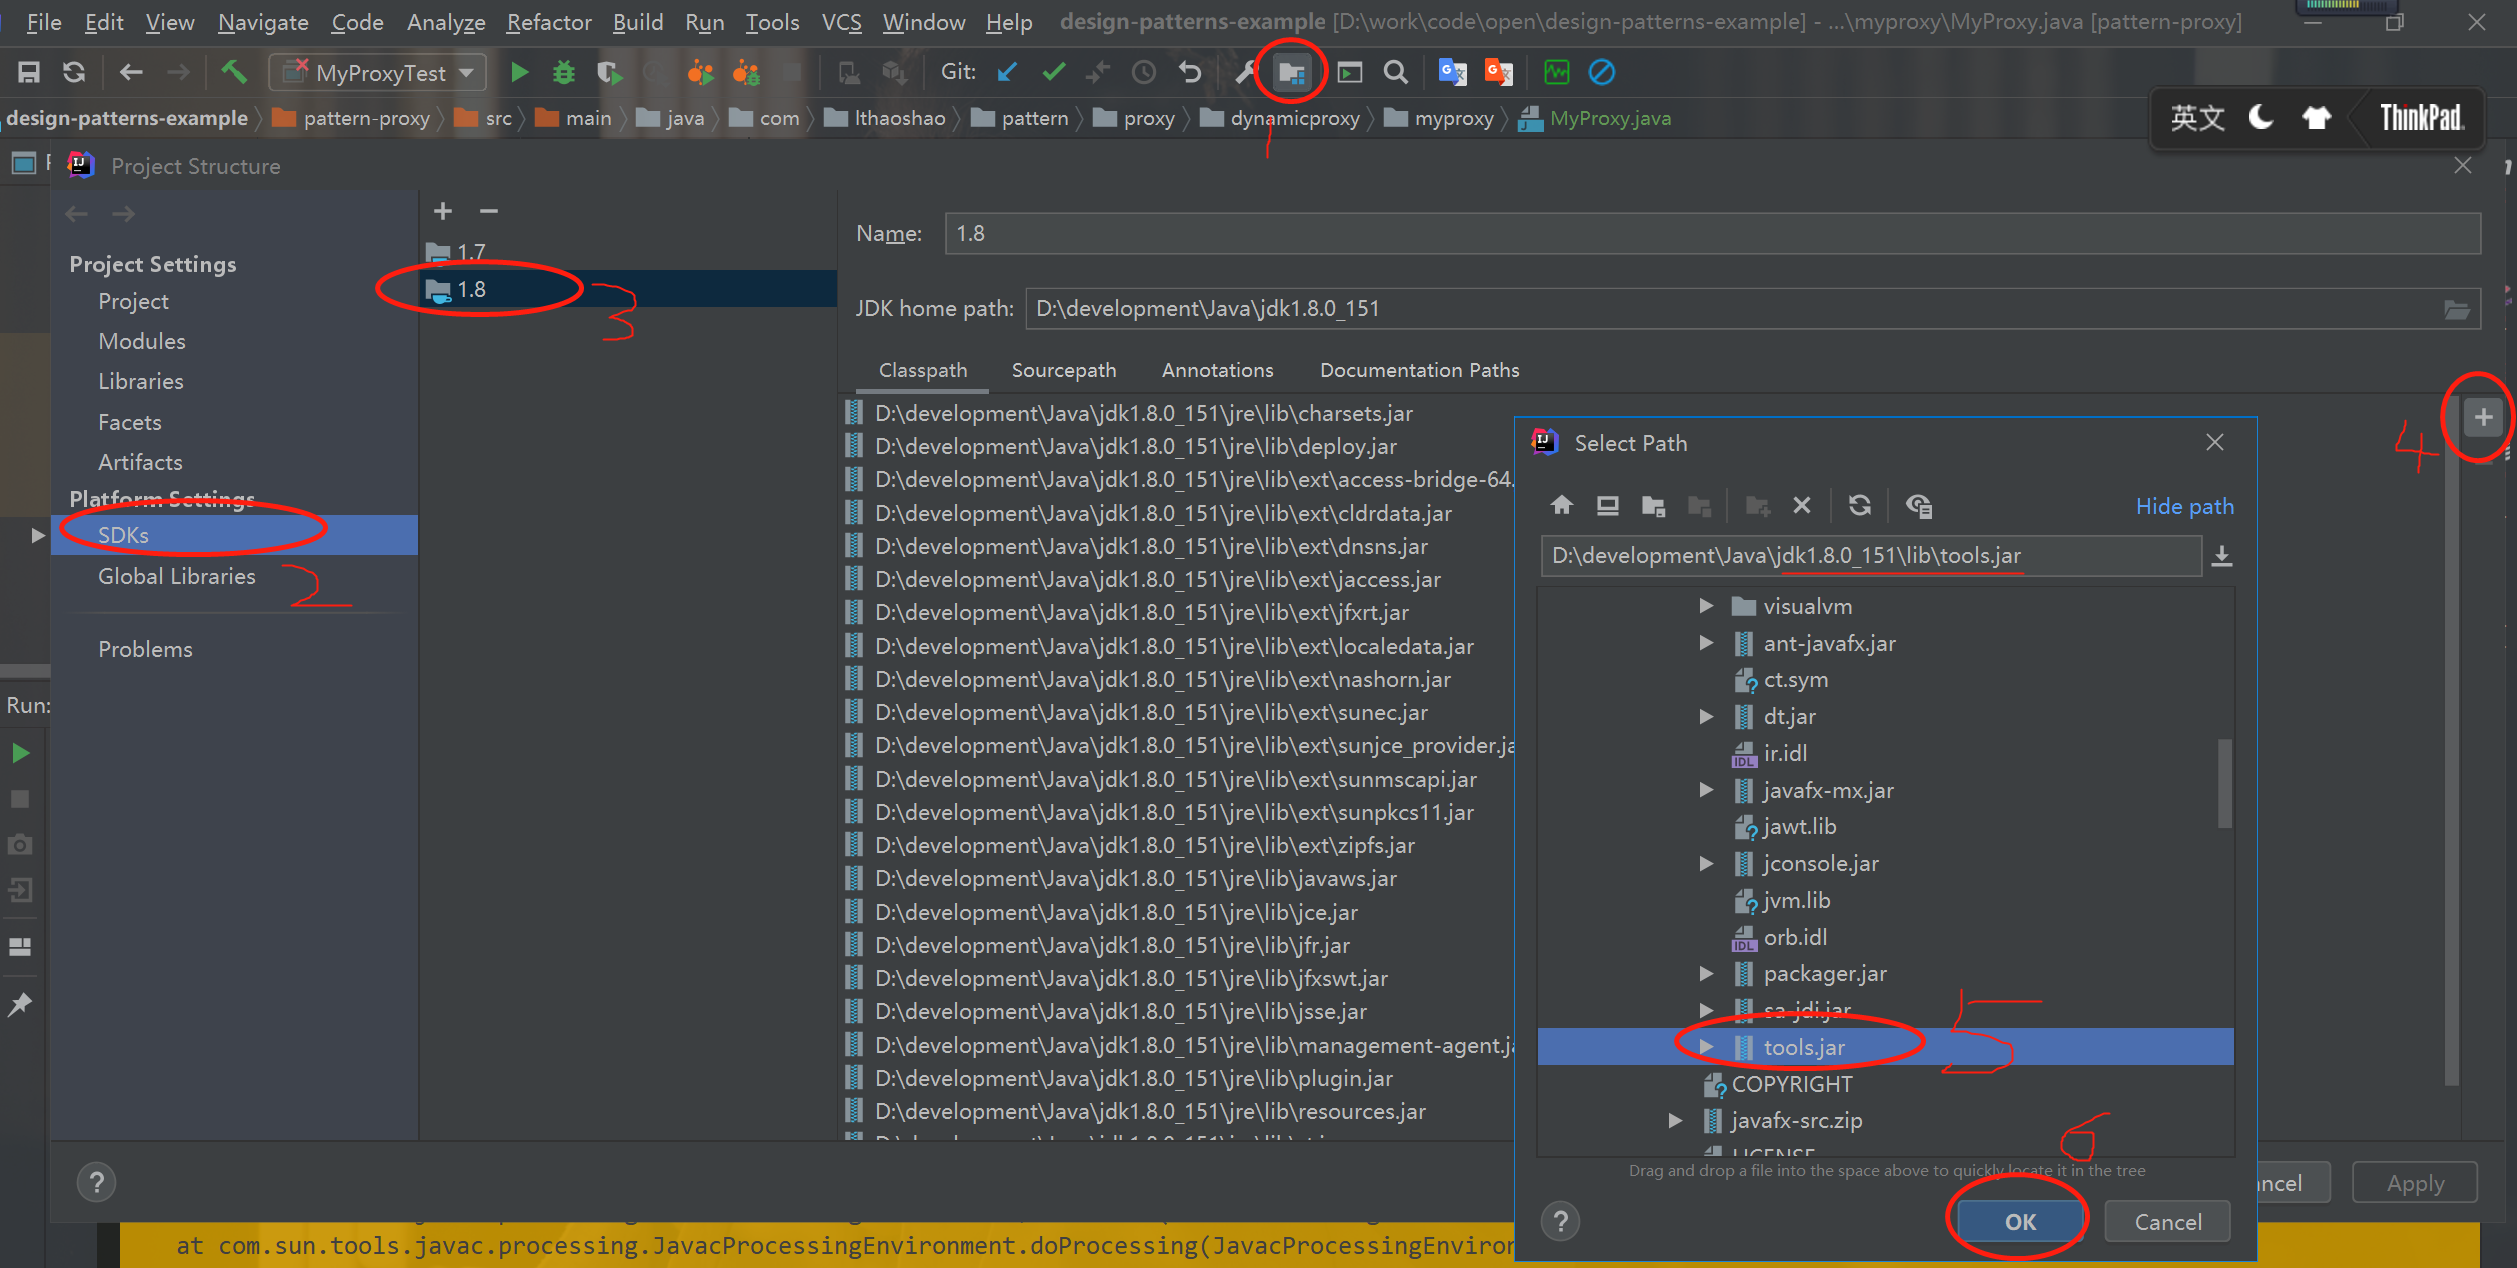 File Edit View Navigate Code Analyze Refactor Build Run Tools VCS Window Help design-patterns-example [D:\work\code\open\design-patterns-example] - ...\myproxy\MyProxy.java [pattern-proxy]
MyProxyTest Git:
design-patterns-example pattern-proxy src main java com lthaoshao pattern proxy dynamicproxy myproxy MyProxy.java
英文 ThinkPad
1
Project Structure
Project Settings
Project
Modules
Libraries
Facets
Artifacts
Platform Settings
SDKs
Global Libraries
2
Problems
1.7
1.8
3
Name: 1.8
JDK home path: D:\development\Java\jdk1.8.0_151
Classpath Sourcepath Annotations Documentation Paths
4
D:\development\Java\jdk1.8.0_151\jre\lib\charsets.jar
D:\development\Java\jdk1.8.0_151\jre\lib\deploy.jar
D:\development\Java\jdk1.8.0_151\jre\lib\ext\access-bridge-64.
D:\development\Java\jdk1.8.0_151\jre\lib\ext\cldrdata.jar
D:\development\Java\jdk1.8.0_151\jre\lib\ext\dnsns.jar
D:\development\Java\jdk1.8.0_151\jre\lib\ext\jaccess.jar
D:\development\Java\jdk1.8.0_151\jre\lib\ext\jfxrt.jar
D:\development\Java\jdk1.8.0_151\jre\lib\ext\localedata.jar
D:\development\Java\jdk1.8.0_151\jre\lib\ext\nashorn.jar
D:\development\Java\jdk1.8.0_151\jre\lib\ext\sunec.jar
D:\development\Java\jdk1.8.0_151\jre\lib\ext\sunjce_provider.ja
D:\development\Java\jdk1.8.0_151\jre\lib\ext\sunmscapi.jar
D:\development\Java\jdk1.8.0_151\jre\lib\ext\sunpkcs11.jar
D:\development\Java\jdk1.8.0_151\jre\lib\ext\zipfs.jar
D:\development\Java\jdk1.8.0_151\jre\lib\javaws.jar
D:\development\Java\jdk1.8.0_151\jre\lib\jce.jar
D:\development\Java\jdk1.8.0_151\jre\lib\jfr.jar
D:\development\Java\jdk1.8.0_151\jre\lib\jfxswt.jar
D:\development\Java\jdk1.8.0_151\jre\lib\jsse.jar
D:\development\Java\jdk1.8.0_151\jre\lib\management-agent.ja
D:\development\Java\jdk1.8.0_151\jre\lib\plugin.jar
D:\development\Java\jdk1.8.0_151\jre\lib\resources.jar
Select Path
Hide path
D:\development\Java\jdk1.8.0_151\lib\tools.jar
visualvm
ant-javafx.jar
ct.sym
dt.jar
ir.idl
javafx-mx.jar
jawt.lib
jconsole.jar
jvm.lib
orb.idl
packager.jar
sa-jdi.jar
tools.jar
5
COPYRIGHT
javafx-src.zip
LICENSE
6
Drag and drop a file into the space above to quickly locate it in the tree
OK Cancel
ncel Apply
Run:
at com.sun.tools.javac.processing.JavacProcessingEnvironment.doProcessing(JavacProcessingEnviron